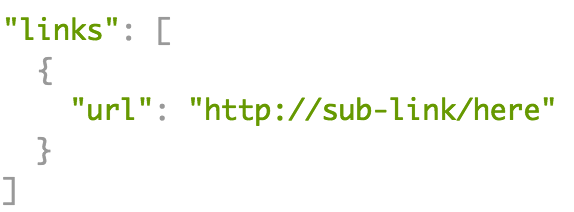 "links": [
  {
    "url": "http://sub-link/here"
  }
]